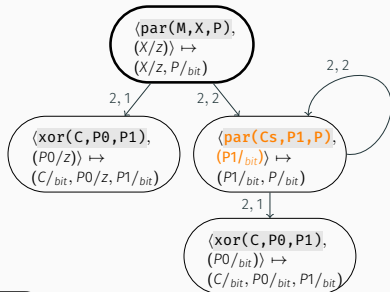 ⟨par(M,X,P),
(X/z)⟩ ↦
(X/z, P/bit)
2, 1
2, 2
2, 2
⟨xor(C,P0,P1),
(P0/z)⟩ ↦
(C/bit, P0/z, P1/bit)
⟨par(Cs,P1,P),
(P1/bit)⟩ ↦
(P1/bit, P/bit)
2, 1
⟨xor(C,P0,P1),
(P0/bit)⟩ ↦
(C/bit, P0/bit, P1/bit)